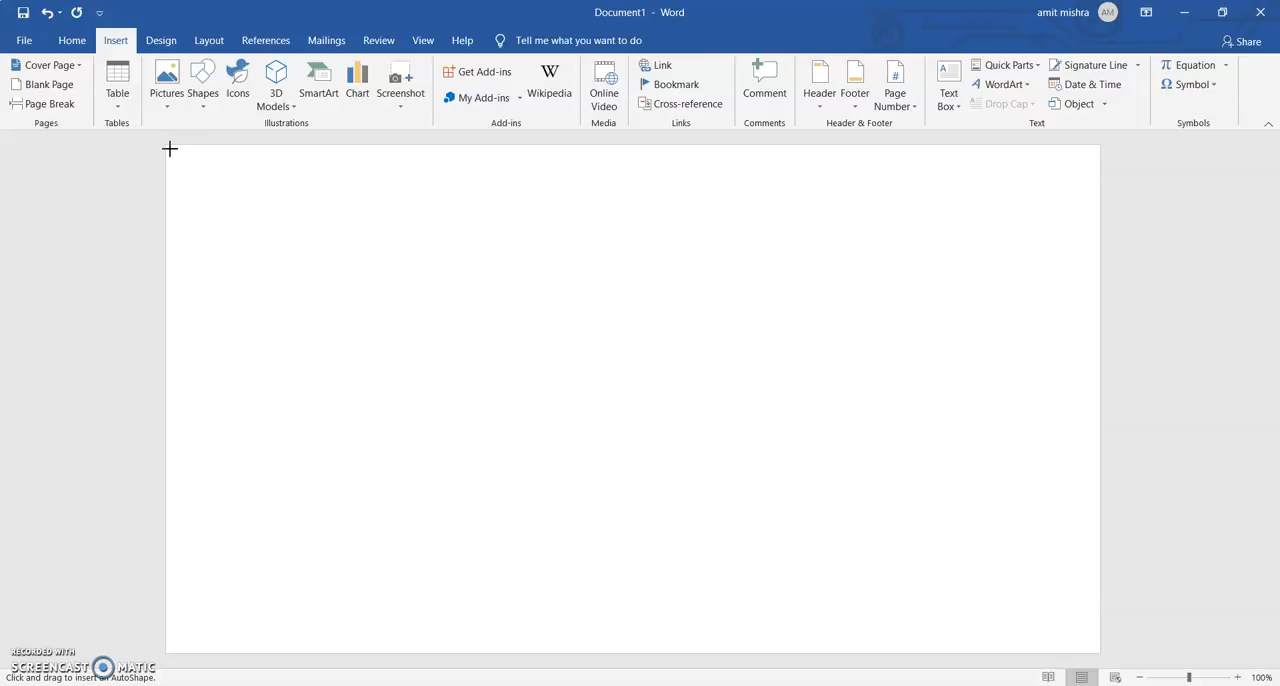 Document1 - Word
amit mishra AM
File Home Insert Design Layout References Mailings Review View Help Tell me what you want to do Share
Cover Page
Blank Page
Page Break
Pages
Table
Tables
Pictures Shapes Icons 3D Models SmartArt Chart Screenshot
Illustrations
Get Add-ins
My Add-ins
W
Wikipedia
Add-ins
Online Video
Media
Link
Bookmark
Cross-reference
Links
Comment
Comments
Header Footer Page Number
#
Header & Footer
A
Text Box
Quick Parts
WordArt
Drop Cap
Signature Line
Date & Time
Object
Text
π Equation
Ω Symbol
Symbols
RECORDED WITH
SCREENCAST MATIC
Click and drag to insert an AutoShape.
100%